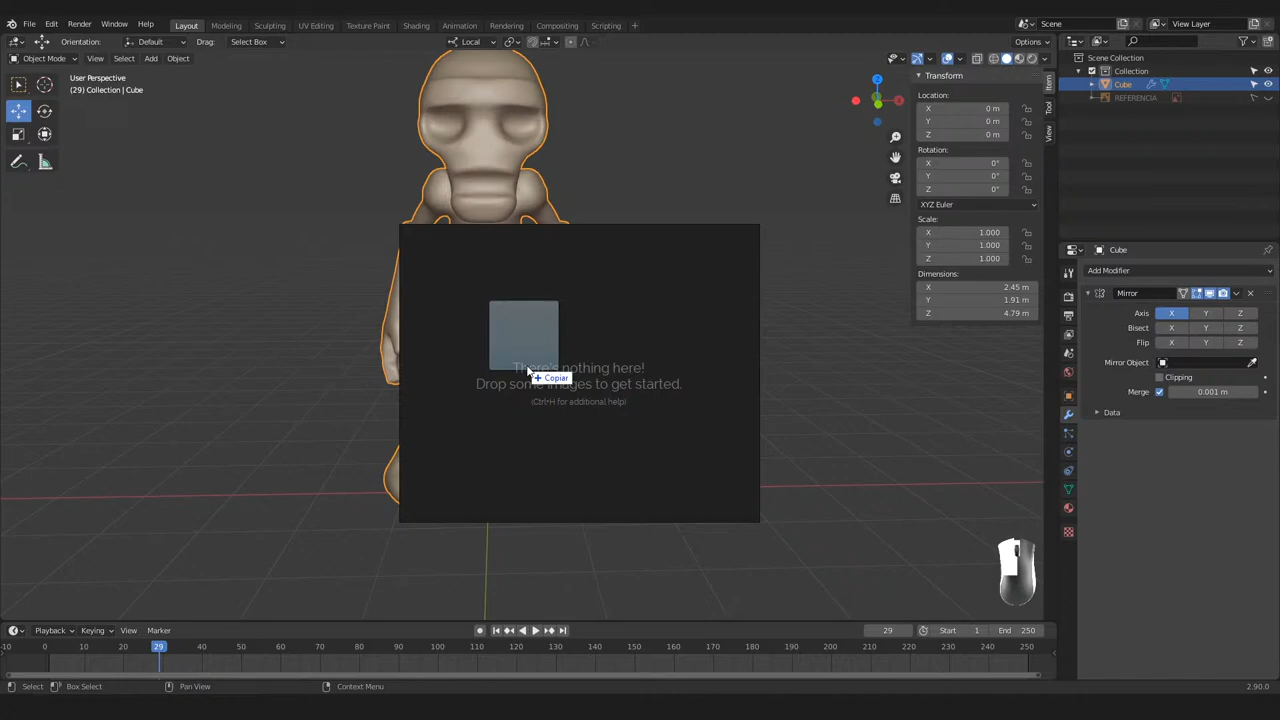 File Edit Render Window Help Layout Modeling Sculpting UV Editing Texture Paint Shading Animation Rendering Compositing Scripting + Scene View Layer
Orientation: Default Drag: Select Box Local Options
Object Mode View Select Add Object
User Perspective
(29) Collection | Cube
Z
Transform
Location:
X 0 m
Y 0 m
Z 0 m
Rotation:
X 0°
Y 0°
Z 0°
XYZ Euler
Scale:
X 1.000
Y 1.000
Z 1.000
Dimensions:
X 2.45 m
Y 1.91 m
Z 4.79 m
Item
Tool
View
Scene Collection
Collection
Cube
REFERENCIA
Cube
Add Modifier
Mirror
Axis X Y Z
Bisect X Y Z
Flip X Y Z
Mirror Object
Clipping
Merge 0.001 m
Data
There's nothing here!
Drop some images to get started.
(Ctrl+H for additional help)
+ Copiar
Playback Keying View Marker 29 Start 1 End 250
-10 0 10 20 29 40 50 60 70 80 90 100 110 120 130 140 150 160 170 180 190 200 210 220 230 240 250
Select Box Select Pan View Context Menu 2.90.0